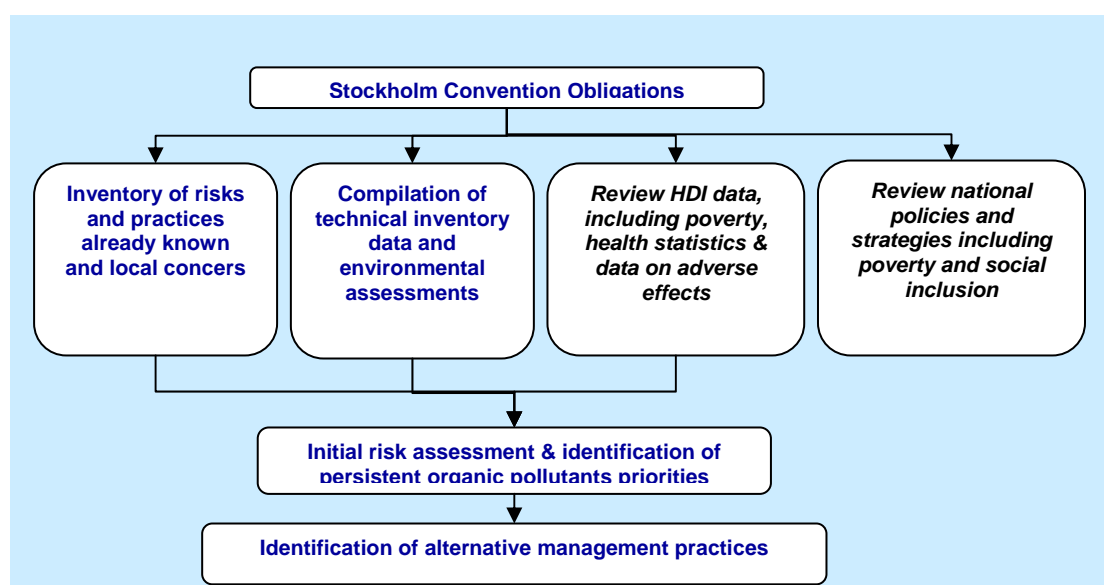 Stockholm Convention Obligations
Inventory of risks
and practices
already known
and local concers
Compilation of
technical inventory
data and
environmental
assessments
Review HDI data,
including poverty,
health statistics &
data on adverse
effects
Review national
policies and
strategies including
poverty and social
inclusion
Initial risk assessment & identification of
persistent organic pollutants priorities
Identification of alternative management practices